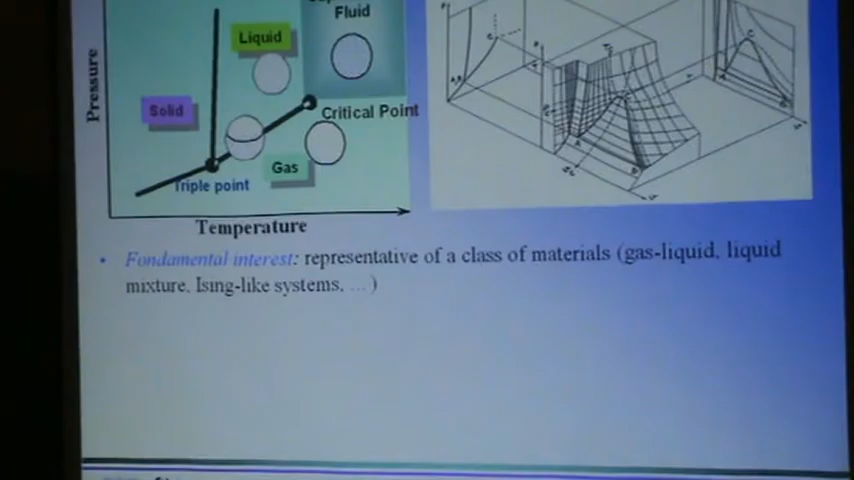 Fluid
Liquid
Pressure
Solid
Critical Point
Gas
Triple point
Temperature
• Fondamental interest: representative of a class of materials (gas-liquid, liquid
mixture, Ising-like systems, ... )